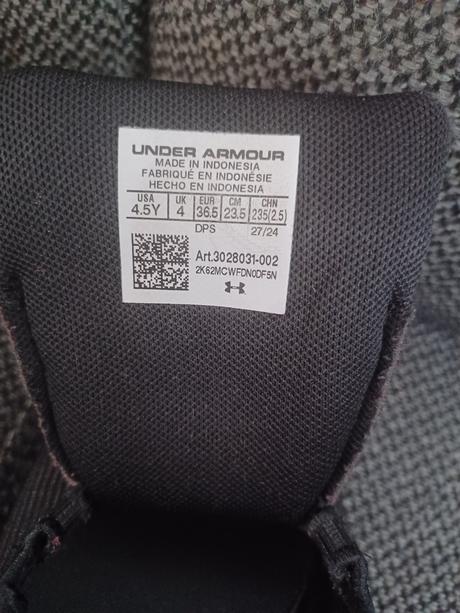 UNDER ARMOUR
MADE IN INDONESIA
FABRIQUÉ EN INDONÉSIE
HECHO EN INDONESIA
USA UK EUR CM CHN
4.5Y 4 36.5 23.5 235(2.5)
DPS 27/24
Art.3028031-002
2K62MCWFDN0DF5N